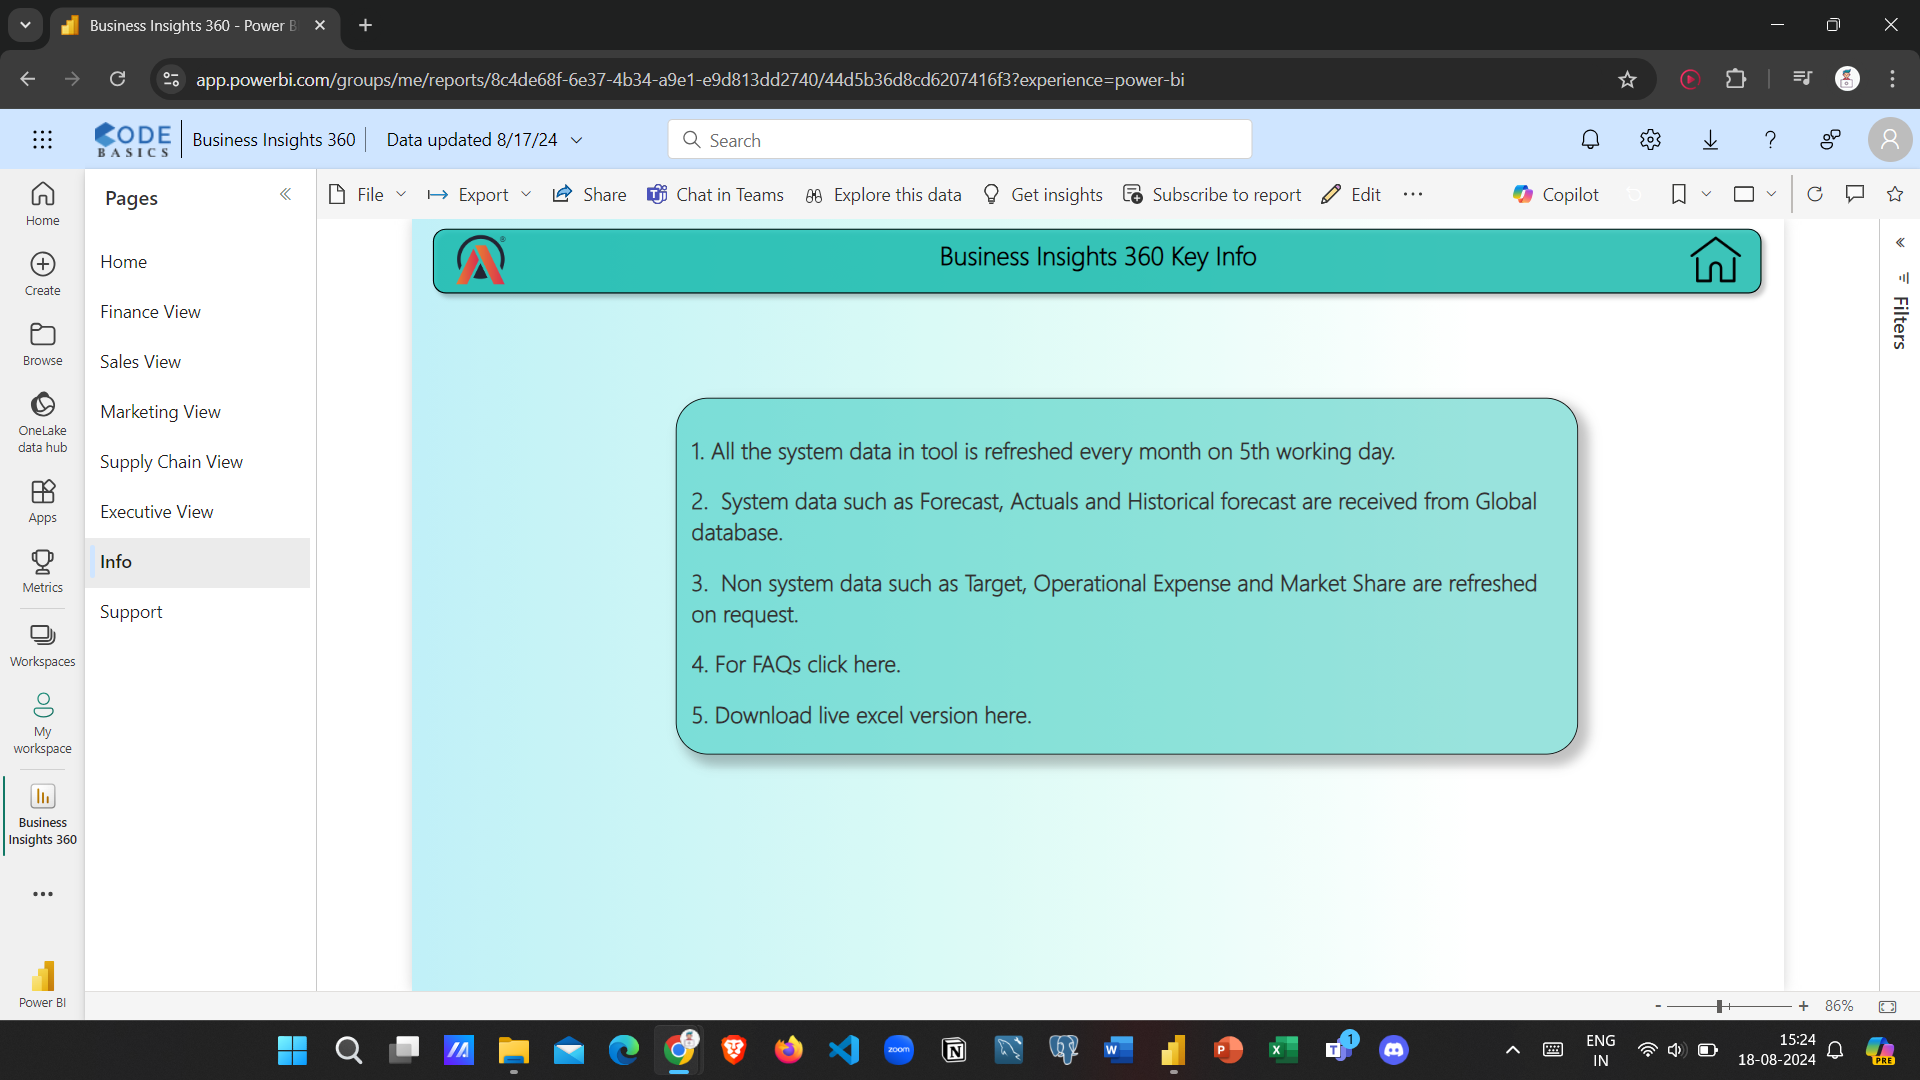 Business Insights 360 - Power B
app.powerbi.com/groups/me/reports/8c4de68f-6e37-4b34-a9e1-e9d813dd2740/44d5b36d8cd6207416f3?experience=power-bi
CODE
BASICS
Business Insights 360
Data updated 8/17/24
Search
Home
Create
Browse
OneLake
data hub
Apps
Metrics
Workspaces
My
workspace
Business
Insights 360
Power BI
Pages
Home
Finance View
Sales View
Marketing View
Supply Chain View
Executive View
Info
Support
File
Export
Share
Chat in Teams
Explore this data
Get insights
Subscribe to report
Edit
Copilot
Business Insights 360 Key Info
1. All the system data in tool is refreshed every month on 5th working day.
2. System data such as Forecast, Actuals and Historical forecast are received from Global
database.
3. Non system data such as Target, Operational Expense and Market Share are refreshed
on request.
4. For FAQs click here.
5. Download live excel version here.
Filters
- + 86%
zoom
1
ENG
IN
15:24
18-08-2024
PRE